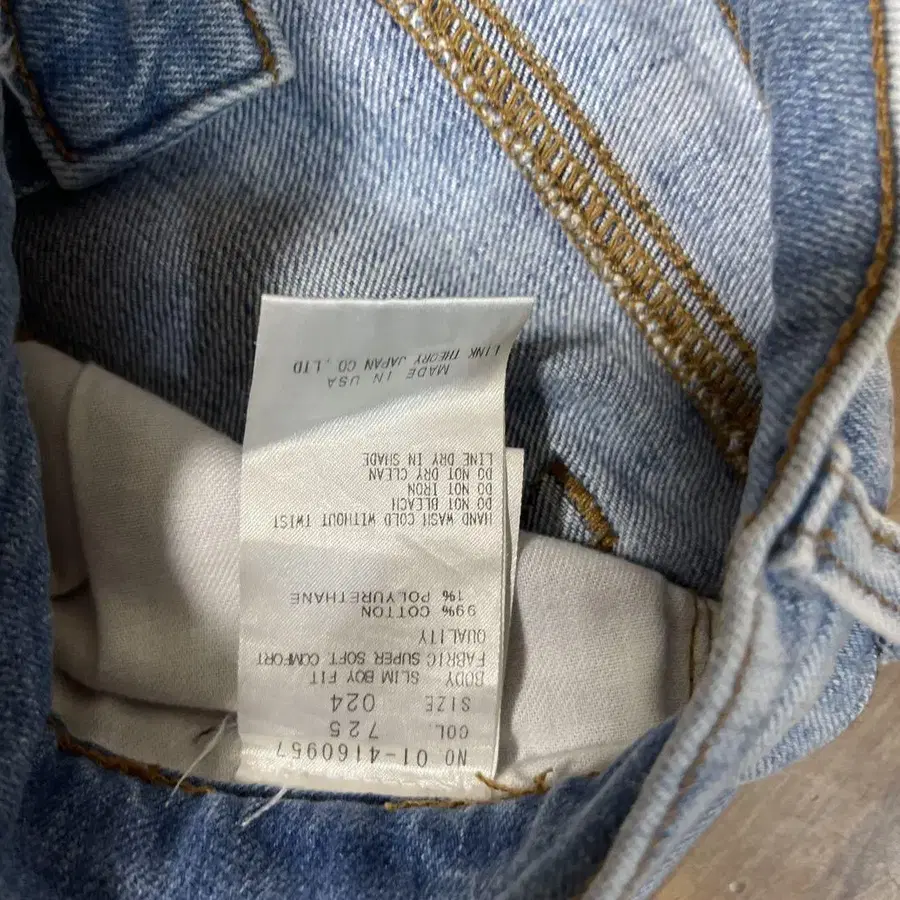 NO 01-4160957
COL. 725
SIZE 024
BODY SLIM BOY FIT
FABRIC SUPER SOFT COMFORT
QUALITY
99% COTTON
1% POLYURETHANE
HAND WASH COLD WITHOUT TWIST
DO NOT BLEACH
DO NOT IRON
DO NOT DRY CLEAN
LINE DRY IN SHADE
MADE IN USA
LINK THEORY JAPAN CO.,LTD